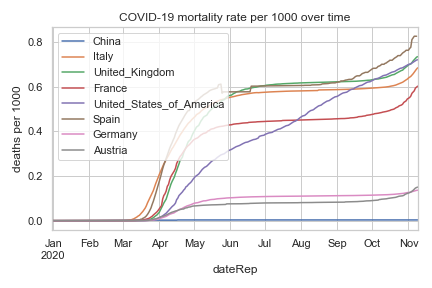 COVID-19 mortality rate per 1000 over time
0.8
0.6
0.4
0.2
0.0
deaths per 1000
China
Italy
United_Kingdom
France
United_States_of_America
Spain
Germany
Austria
Jan Feb Mar Apr May Jun Jul Aug Sep Oct Nov
2020
dateRep